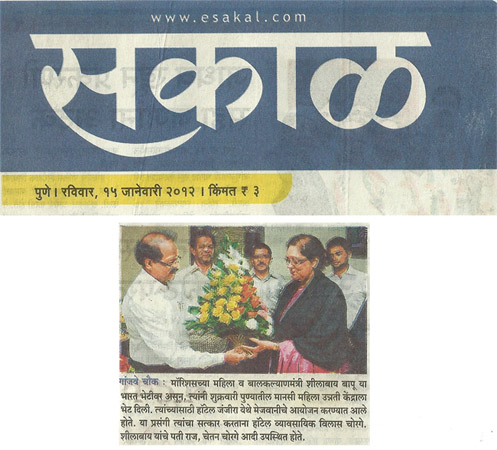 www.esakal.com
सकाळ
पुणे। रविवार, १५ जानेवारी २०१२ । किंमत ₹ ३
गांजवे चौक : मॉरिशसच्या महिला व बालकल्याणमंत्री शीलाबाय बापू या
भारत भेटीवर असून, त्यांनी शुक्रवारी पुण्यातील मानसी महिला उन्नती केंद्राला
भेट दिली. त्यांच्यासाठी हॉटेल जंजीरा येथे मेजवानीचे आयोजन करण्यात आले
होते. या प्रसंगी त्यांचा सत्कार करताना हॉटेल व्यावसायिक विलास चोरगे.
शीलाबाय यांचे पती राज, चेतन चोरगे आदी उपस्थित होते.